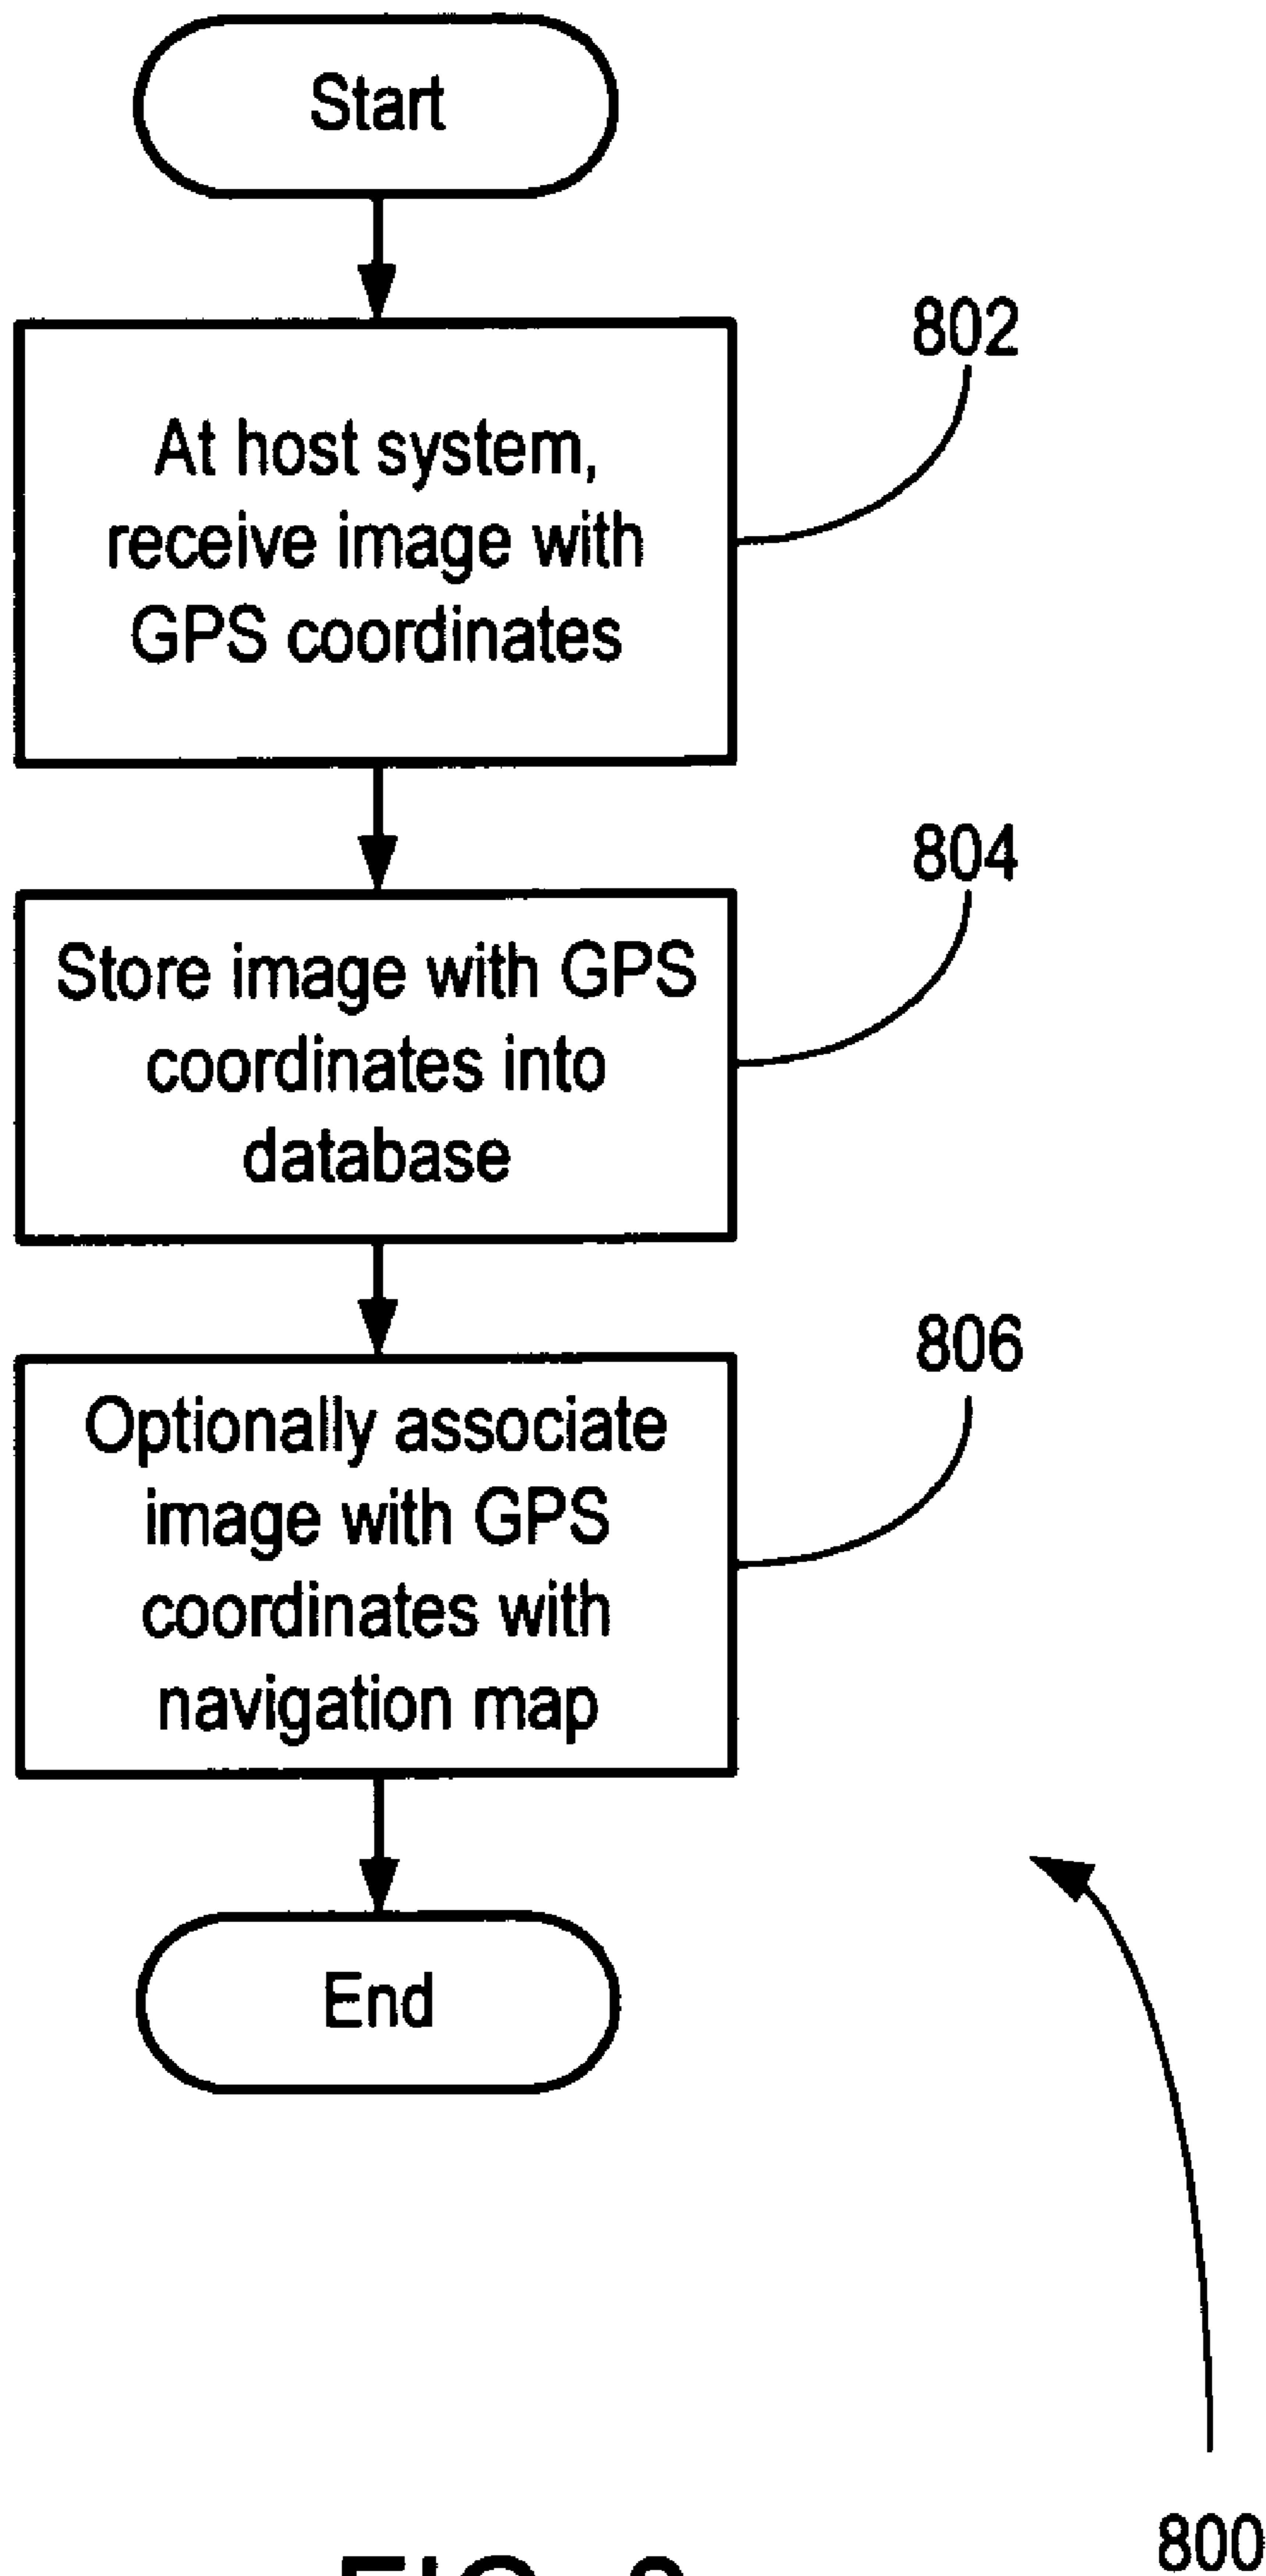 Start
802
At host system,
receive image with
GPS coordinates
804
Store image with GPS
coordinates into
database
806
Optionally associate
image with GPS
coordinates with
navigation map
End
800